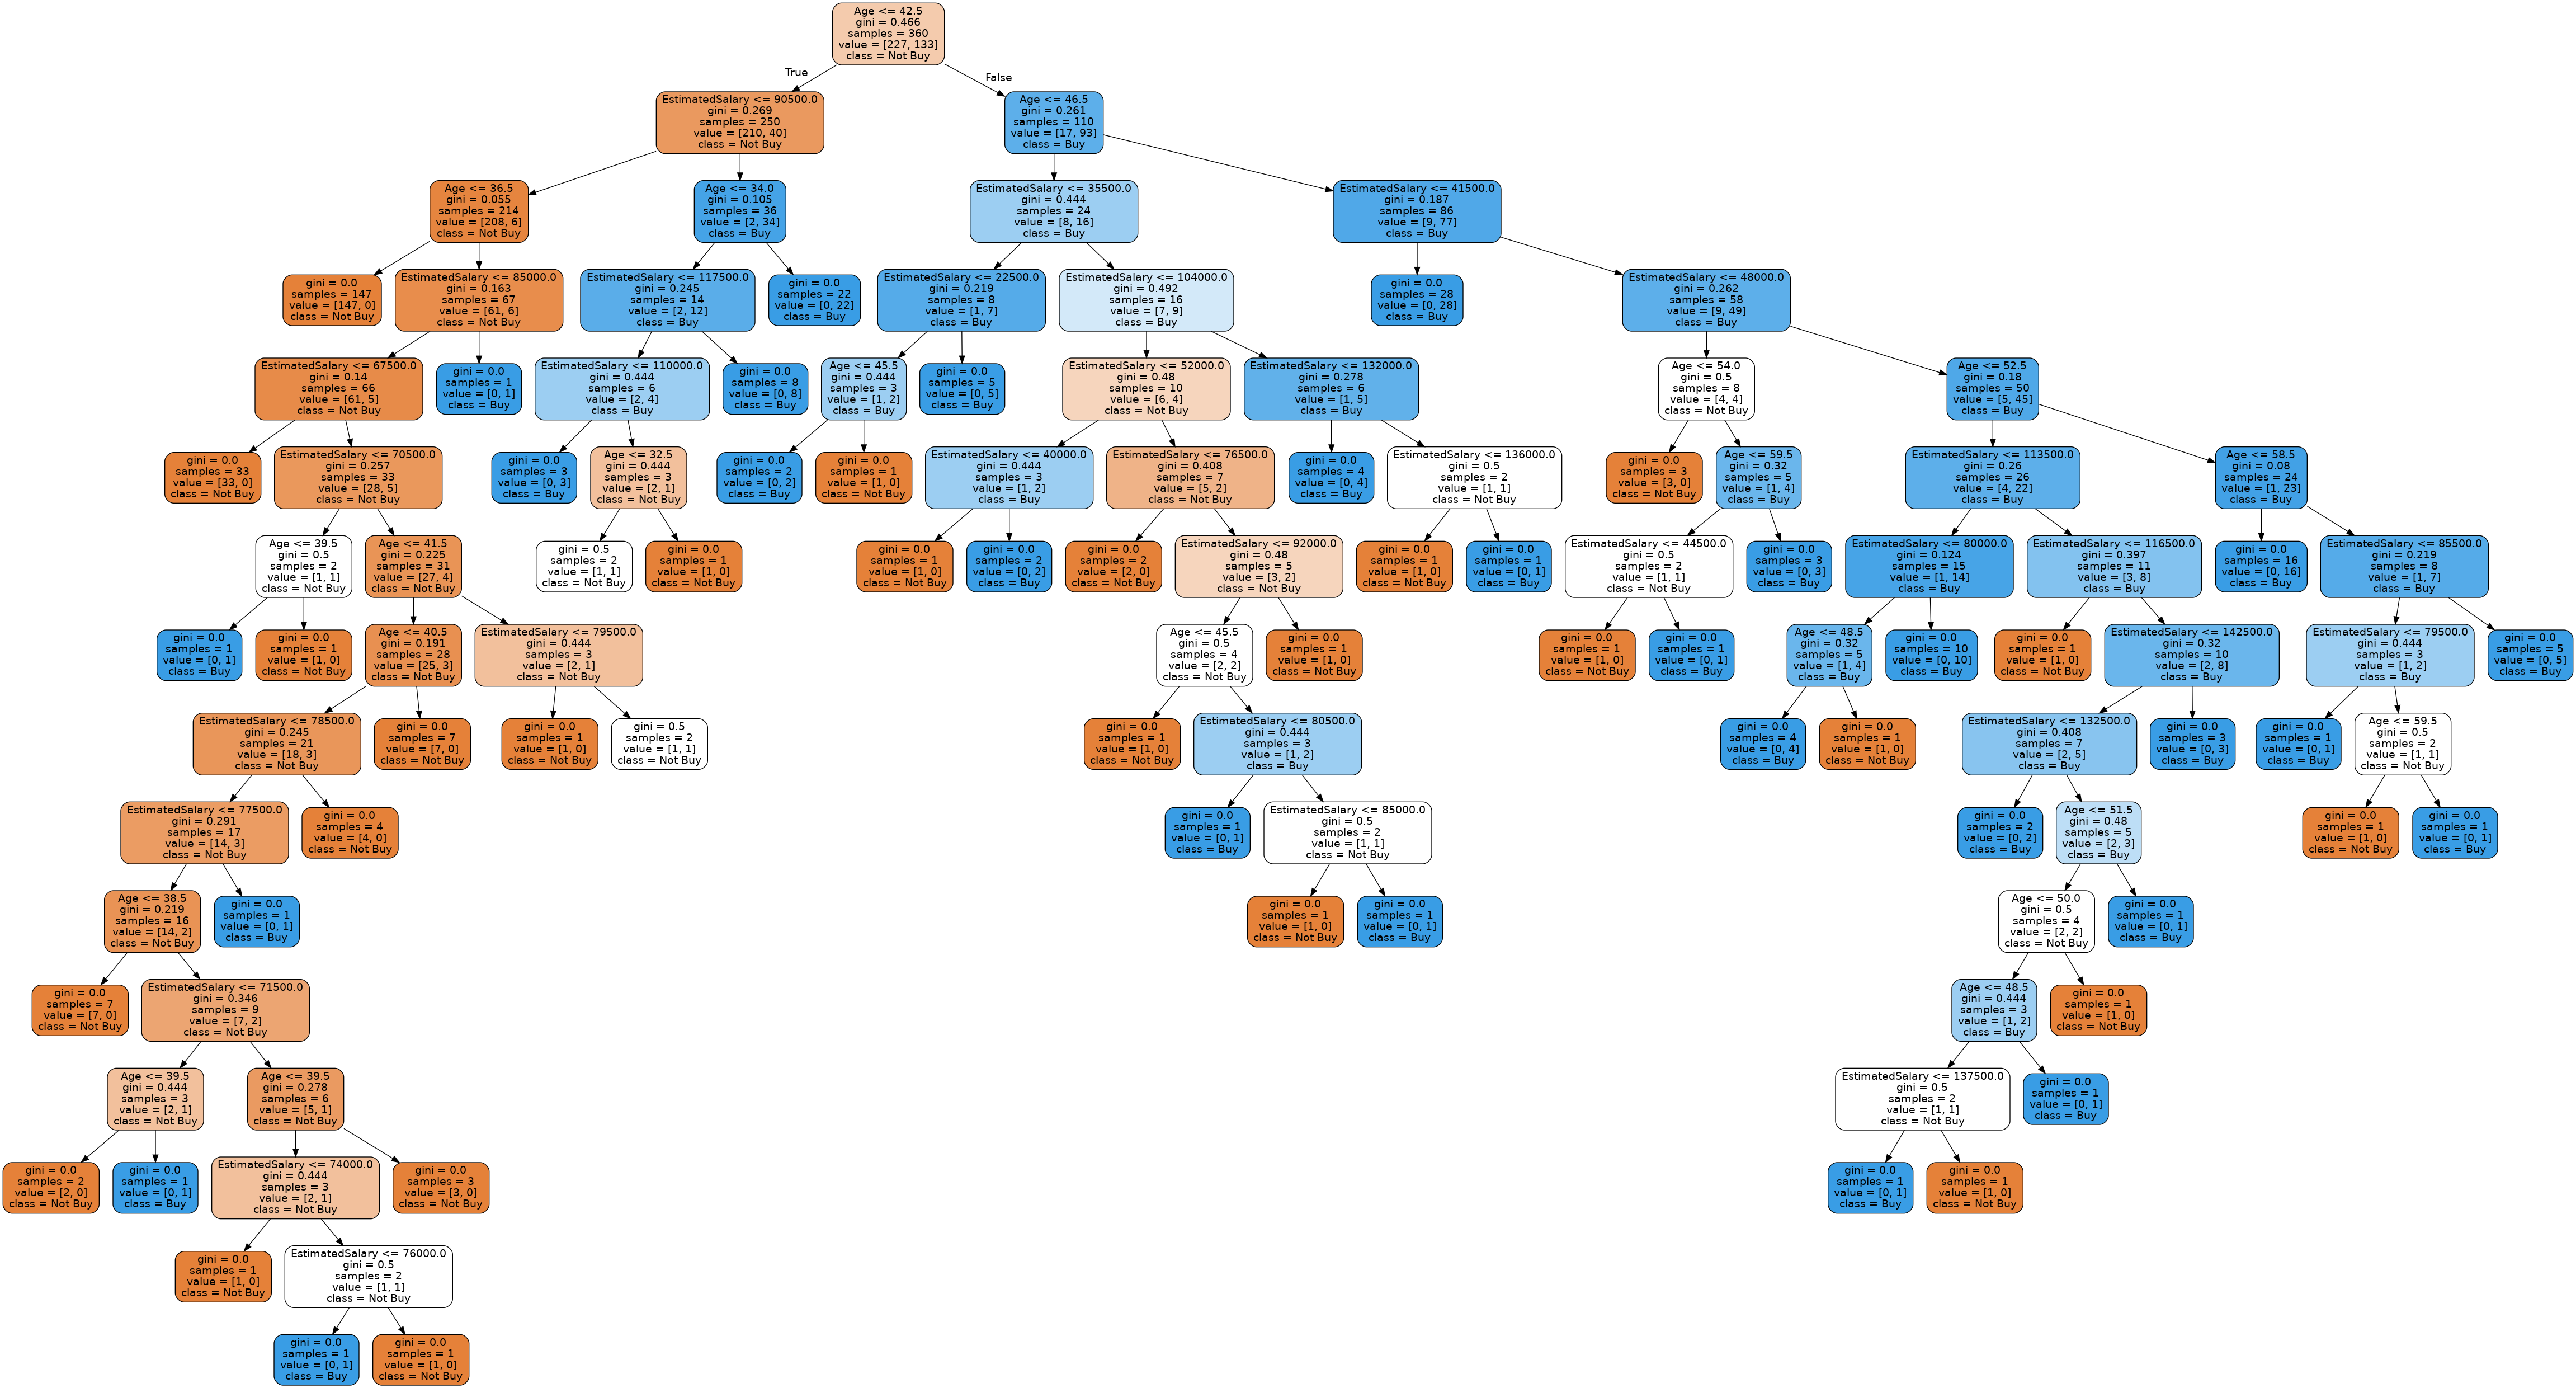 Age <= 42.5
gini = 0.466
samples = 360
value = [227, 133]
class = Not Buy
True
False
EstimatedSalary <= 90500.0
gini = 0.269
samples = 250
value = [210, 40]
class = Not Buy
Age <= 46.5
gini = 0.261
samples = 110
value = [17, 93]
class = Buy
Age <= 36.5
gini = 0.055
samples = 214
value = [208, 6]
class = Not Buy
Age <= 34.0
gini = 0.105
samples = 36
value = [2, 34]
class = Buy
EstimatedSalary <= 35500.0
gini = 0.444
samples = 24
value = [8, 16]
class = Buy
EstimatedSalary <= 41500.0
gini = 0.187
samples = 86
value = [9, 77]
class = Buy
gini = 0.0
samples = 147
value = [147, 0]
class = Not Buy
EstimatedSalary <= 85000.0
gini = 0.163
samples = 67
value = [61, 6]
class = Not Buy
EstimatedSalary <= 117500.0
gini = 0.245
samples = 14
value = [2, 12]
class = Buy
gini = 0.0
samples = 22
value = [0, 22]
class = Buy
EstimatedSalary <= 22500.0
gini = 0.219
samples = 8
value = [1, 7]
class = Buy
EstimatedSalary <= 104000.0
gini = 0.492
samples = 16
value = [7, 9]
class = Buy
gini = 0.0
samples = 28
value = [0, 28]
class = Buy
EstimatedSalary <= 48000.0
gini = 0.262
samples = 58
value = [9, 49]
class = Buy
EstimatedSalary <= 67500.0
gini = 0.14
samples = 66
value = [61, 5]
class = Not Buy
gini = 0.0
samples = 1
value = [0, 1]
class = Buy
EstimatedSalary <= 110000.0
gini = 0.444
samples = 6
value = [2, 4]
class = Buy
gini = 0.0
samples = 8
value = [0, 8]
class = Buy
Age <= 45.5
gini = 0.444
samples = 3
value = [1, 2]
class = Buy
gini = 0.0
samples = 5
value = [0, 5]
class = Buy
EstimatedSalary <= 52000.0
gini = 0.48
samples = 10
value = [6, 4]
class = Not Buy
EstimatedSalary <= 132000.0
gini = 0.278
samples = 6
value = [1, 5]
class = Buy
Age <= 54.0
gini = 0.5
samples = 8
value = [4, 4]
class = Not Buy
Age <= 52.5
gini = 0.18
samples = 50
value = [5, 45]
class = Buy
gini = 0.0
samples = 33
value = [33, 0]
class = Not Buy
EstimatedSalary <= 70500.0
gini = 0.257
samples = 33
value = [28, 5]
class = Not Buy
gini = 0.0
samples = 3
value = [0, 3]
class = Buy
Age <= 32.5
gini = 0.444
samples = 3
value = [2, 1]
class = Not Buy
gini = 0.0
samples = 2
value = [0, 2]
class = Buy
gini = 0.0
samples = 1
value = [1, 0]
class = Not Buy
EstimatedSalary <= 40000.0
gini = 0.444
samples = 3
value = [1, 2]
class = Buy
EstimatedSalary <= 76500.0
gini = 0.408
samples = 7
value = [5, 2]
class = Not Buy
gini = 0.0
samples = 4
value = [0, 4]
class = Buy
EstimatedSalary <= 136000.0
gini = 0.5
samples = 2
value = [1, 1]
class = Not Buy
gini = 0.0
samples = 3
value = [3, 0]
class = Not Buy
Age <= 59.5
gini = 0.32
samples = 5
value = [1, 4]
class = Buy
EstimatedSalary <= 113500.0
gini = 0.26
samples = 26
value = [4, 22]
class = Buy
Age <= 58.5
gini = 0.08
samples = 24
value = [1, 23]
class = Buy
Age <= 39.5
gini = 0.5
samples = 2
value = [1, 1]
class = Not Buy
Age <= 41.5
gini = 0.225
samples = 31
value = [27, 4]
class = Not Buy
gini = 0.5
samples = 2
value = [1, 1]
class = Not Buy
gini = 0.0
samples = 1
value = [1, 0]
class = Not Buy
gini = 0.0
samples = 1
value = [1, 0]
class = Not Buy
gini = 0.0
samples = 2
value = [0, 2]
class = Buy
gini = 0.0
samples = 2
value = [2, 0]
class = Not Buy
EstimatedSalary <= 92000.0
gini = 0.48
samples = 5
value = [3, 2]
class = Not Buy
gini = 0.0
samples = 1
value = [1, 0]
class = Not Buy
gini = 0.0
samples = 1
value = [0, 1]
class = Buy
EstimatedSalary <= 44500.0
gini = 0.5
samples = 2
value = [1, 1]
class = Not Buy
gini = 0.0
samples = 3
value = [0, 3]
class = Buy
EstimatedSalary <= 80000.0
gini = 0.124
samples = 15
value = [1, 14]
class = Buy
EstimatedSalary <= 116500.0
gini = 0.397
samples = 11
value = [3, 8]
class = Buy
gini = 0.0
samples = 16
value = [0, 16]
class = Buy
EstimatedSalary <= 85500.0
gini = 0.219
samples = 8
value = [1, 7]
class = Buy
gini = 0.0
samples = 1
value = [0, 1]
class = Buy
gini = 0.0
samples = 1
value = [1, 0]
class = Not Buy
Age <= 40.5
gini = 0.191
samples = 28
value = [25, 3]
class = Not Buy
EstimatedSalary <= 79500.0
gini = 0.444
samples = 3
value = [2, 1]
class = Not Buy
Age <= 45.5
gini = 0.5
samples = 4
value = [2, 2]
class = Not Buy
gini = 0.0
samples = 1
value = [1, 0]
class = Not Buy
gini = 0.0
samples = 1
value = [1, 0]
class = Not Buy
gini = 0.0
samples = 1
value = [0, 1]
class = Buy
Age <= 48.5
gini = 0.32
samples = 5
value = [1, 4]
class = Buy
gini = 0.0
samples = 10
value = [0, 10]
class = Buy
gini = 0.0
samples = 1
value = [1, 0]
class = Not Buy
EstimatedSalary <= 142500.0
gini = 0.32
samples = 10
value = [2, 8]
class = Buy
EstimatedSalary <= 79500.0
gini = 0.444
samples = 3
value = [1, 2]
class = Buy
gini = 0.0
samples = 5
value = [0, 5]
class = Buy
EstimatedSalary <= 78500.0
gini = 0.245
samples = 21
value = [18, 3]
class = Not Buy
gini = 0.0
samples = 7
value = [7, 0]
class = Not Buy
gini = 0.0
samples = 1
value = [1, 0]
class = Not Buy
gini = 0.5
samples = 2
value = [1, 1]
class = Not Buy
gini = 0.0
samples = 1
value = [1, 0]
class = Not Buy
EstimatedSalary <= 80500.0
gini = 0.444
samples = 3
value = [1, 2]
class = Buy
gini = 0.0
samples = 4
value = [0, 4]
class = Buy
gini = 0.0
samples = 1
value = [1, 0]
class = Not Buy
EstimatedSalary <= 132500.0
gini = 0.408
samples = 7
value = [2, 5]
class = Buy
gini = 0.0
samples = 3
value = [0, 3]
class = Buy
gini = 0.0
samples = 1
value = [0, 1]
class = Buy
Age <= 59.5
gini = 0.5
samples = 2
value = [1, 1]
class = Not Buy
EstimatedSalary <= 77500.0
gini = 0.291
samples = 17
value = [14, 3]
class = Not Buy
gini = 0.0
samples = 4
value = [4, 0]
class = Not Buy
gini = 0.0
samples = 1
value = [0, 1]
class = Buy
EstimatedSalary <= 85000.0
gini = 0.5
samples = 2
value = [1, 1]
class = Not Buy
gini = 0.0
samples = 2
value = [0, 2]
class = Buy
Age <= 51.5
gini = 0.48
samples = 5
value = [2, 3]
class = Buy
gini = 0.0
samples = 1
value = [1, 0]
class = Not Buy
gini = 0.0
samples = 1
value = [0, 1]
class = Buy
Age <= 38.5
gini = 0.219
samples = 16
value = [14, 2]
class = Not Buy
gini = 0.0
samples = 1
value = [0, 1]
class = Buy
gini = 0.0
samples = 1
value = [1, 0]
class = Not Buy
gini = 0.0
samples = 1
value = [0, 1]
class = Buy
Age <= 50.0
gini = 0.5
samples = 4
value = [2, 2]
class = Not Buy
gini = 0.0
samples = 1
value = [0, 1]
class = Buy
gini = 0.0
samples = 7
value = [7, 0]
class = Not Buy
EstimatedSalary <= 71500.0
gini = 0.346
samples = 9
value = [7, 2]
class = Not Buy
Age <= 48.5
gini = 0.444
samples = 3
value = [1, 2]
class = Buy
gini = 0.0
samples = 1
value = [1, 0]
class = Not Buy
Age <= 39.5
gini = 0.444
samples = 3
value = [2, 1]
class = Not Buy
Age <= 39.5
gini = 0.278
samples = 6
value = [5, 1]
class = Not Buy
EstimatedSalary <= 137500.0
gini = 0.5
samples = 2
value = [1, 1]
class = Not Buy
gini = 0.0
samples = 1
value = [0, 1]
class = Buy
gini = 0.0
samples = 2
value = [2, 0]
class = Not Buy
gini = 0.0
samples = 1
value = [0, 1]
class = Buy
EstimatedSalary <= 74000.0
gini = 0.444
samples = 3
value = [2, 1]
class = Not Buy
gini = 0.0
samples = 3
value = [3, 0]
class = Not Buy
gini = 0.0
samples = 1
value = [0, 1]
class = Buy
gini = 0.0
samples = 1
value = [1, 0]
class = Not Buy
gini = 0.0
samples = 1
value = [1, 0]
class = Not Buy
EstimatedSalary <= 76000.0
gini = 0.5
samples = 2
value = [1, 1]
class = Not Buy
gini = 0.0
samples = 1
value = [0, 1]
class = Buy
gini = 0.0
samples = 1
value = [1, 0]
class = Not Buy